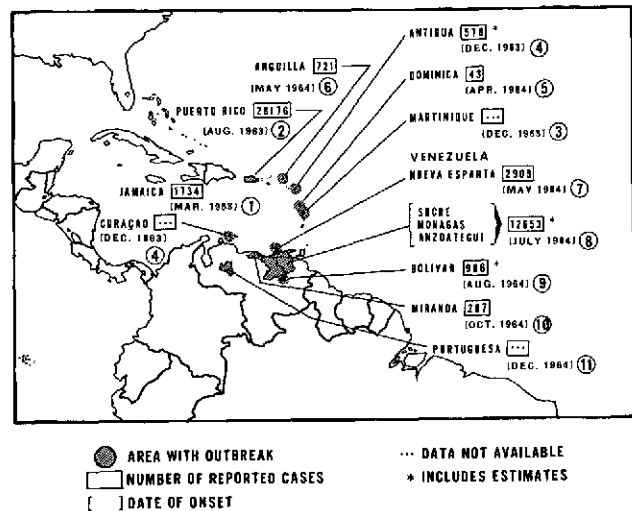 ANTIGUA 578 *
[DEC. 1963] 4
ANGUILLA 721
[MAY 1964] 6
DOMINICA 43
[APR. 1964] 5
PUERTO RICO 28176
[AUG. 1963] 2
MARTINIQUE ...
[DEC. 1963] 3
VENEZUELA
NUEVA ESPARTA
[MAY 1964] 7
JAMAICA 1734
[MAR. 1963] 1
CURAÇAO ...
[DEC. 1963]
4
SUCRE
MONAGAS
ANZOATEGUI
12653 *
[JULY 1964] 8
BOLIVAR *
[AUG. 1964] 9
MIRANDA 287
[OCT. 1964] 10
PORTUGUESA ...
[DEC. 1964] 11
AREA WITH OUTBREAK
NUMBER OF REPORTED CASES
[ ] DATE OF ONSET
... DATA NOT AVAILABLE
* INCLUDES ESTIMATES